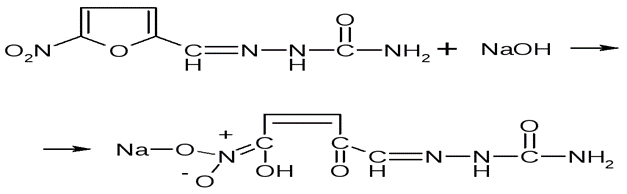 O
O₂N O C=N-N-C-NH₂ + NaOH →
H H
O
→ Na-O-N⁺=C C-C=N-N-C-NH₂
-O OH O H H